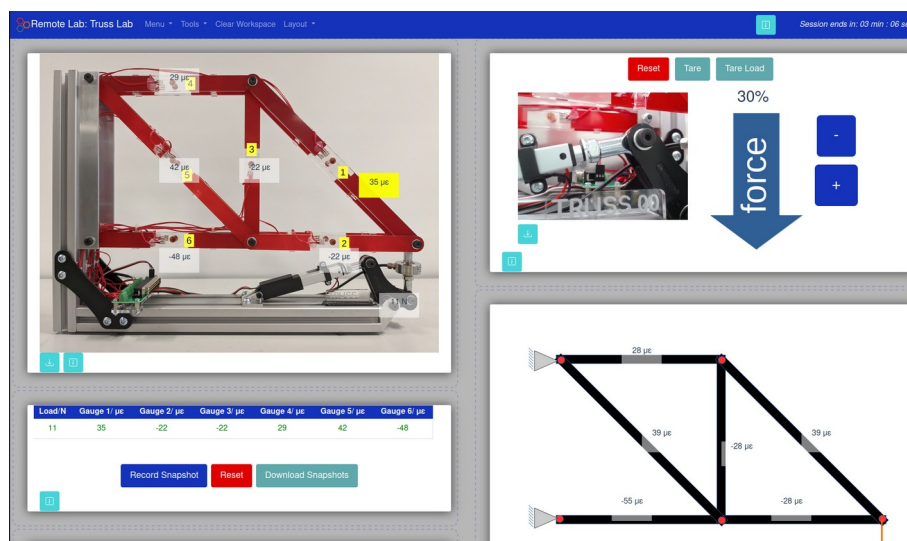 Remote Lab: Truss Lab Menu Tools Clear Workspace Layout
Session ends in: 03 min : 06 se
29 µε
4
3
42 µε
5
22 µε
1
35 µε
6
2
-48 µε
-22 µε
Load/N Gauge 1/ µε Gauge 2/ µε Gauge 3/ µε Gauge 4/ µε Gauge 5/ µε Gauge 6/ µε
11 35 -22 -22 29 42 -48
Record Snapshot Reset Download Snapshots
Reset Tare Tare Load
30%
force
-
+
TRUSS 00
28 µε
39 µε
-28 µε
39 µε
-55 µε
-28 µε